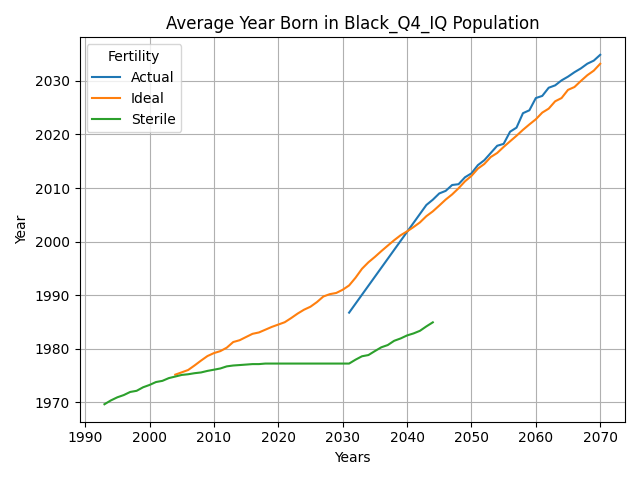 Average Year Born in Black_Q4_IQ Population
Fertility
Actual
Ideal
Sterile
Year
2030
2020
2010
2000
1990
1980
1970
1990 2000 2010 2020 2030 2040 2050 2060 2070
Years